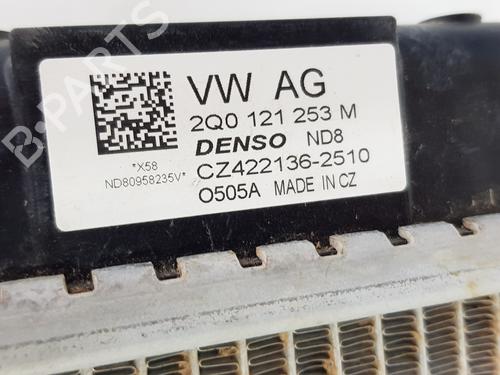 VW AG
2Q0 121 253 M
DENSO ND8
*X58
CZ422136-2510
ND80958235V*
O505A MADE IN CZ
B-Parts